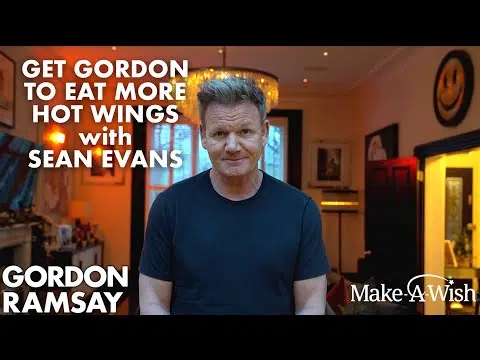 GET GORDON
TO EAT MORE
HOT WINGS
with
SEAN EVANS
GORDON
RAMSAY
Make-A-Wish